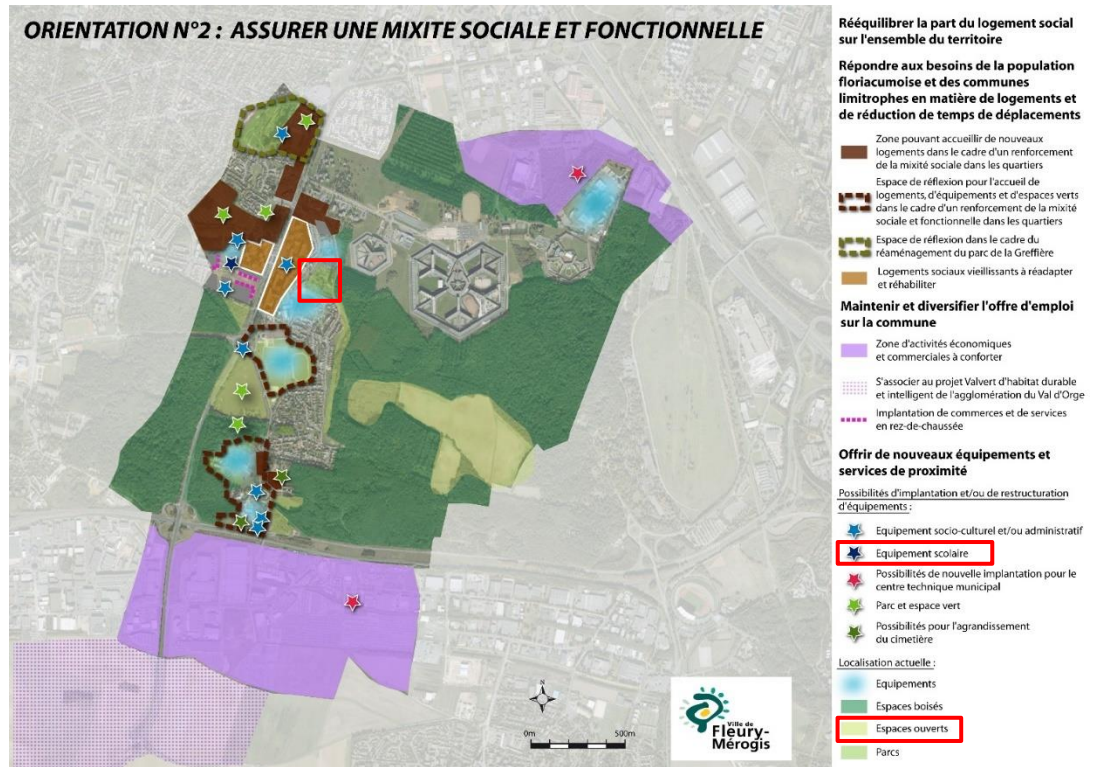 ORIENTATION N°2 : ASSURER UNE MIXITE SOCIALE ET FONCTIONNELLE
Rééquilibrer la part du logement social
sur l'ensemble du territoire
Répondre aux besoins de la population
floriacumoise et des communes
limitrophes en matière de logements et
de réduction de temps de déplacements
Zone pouvant accueillir de nouveaux
logements dans le cadre d'un renforcement
de la mixité sociale dans les quartiers
Espace de réflexion pour l'accueil de
logements, d'équipements et d'espaces verts
dans le cadre d'un renforcement de la mixité
sociale et fonctionnelle dans les quartiers
Espace de réflexion dans le cadre du
réaménagement du parc de la Greffière
Logements sociaux vieillissants à réadapter
et réhabiliter
Maintenir et diversifier l'offre d'emploi
sur la commune
Zone d'activités économiques
et commerciales à conforter
S'associer au projet Valvert d'habitat durable
et intelligent de l'agglomération du Val d'Orge
Implantation de commerces et de services
en rez-de-chaussée
Offrir de nouveaux équipements et
services de proximité
Possibilités d'implantation et/ou de restructuration
d'équipements :
Equipement socio-culturel et/ou administratif
Equipement scolaire
Possibilités de nouvelle implantation pour le
centre technique municipal
Parc et espace vert
Possibilités pour l'agrandissement
du cimetière
Localisation actuelle :
Equipements
Espaces boisés
Espaces ouverts
Parcs
N
0m 500m
Ville de
Fleury-
Mérogis